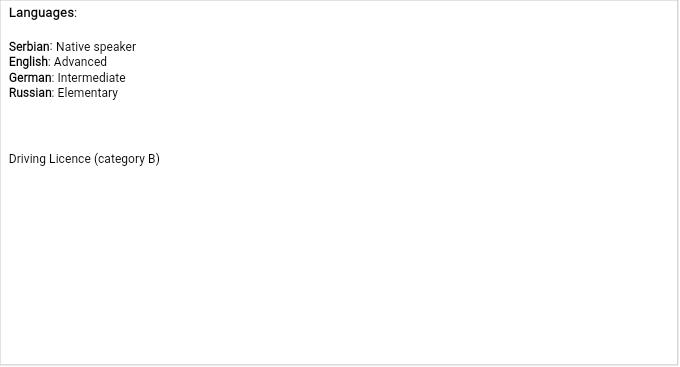 Languages:
Serbian: Native speaker
English: Advanced
German: Intermediate
Russian: Elementary
Driving Licence (category B)